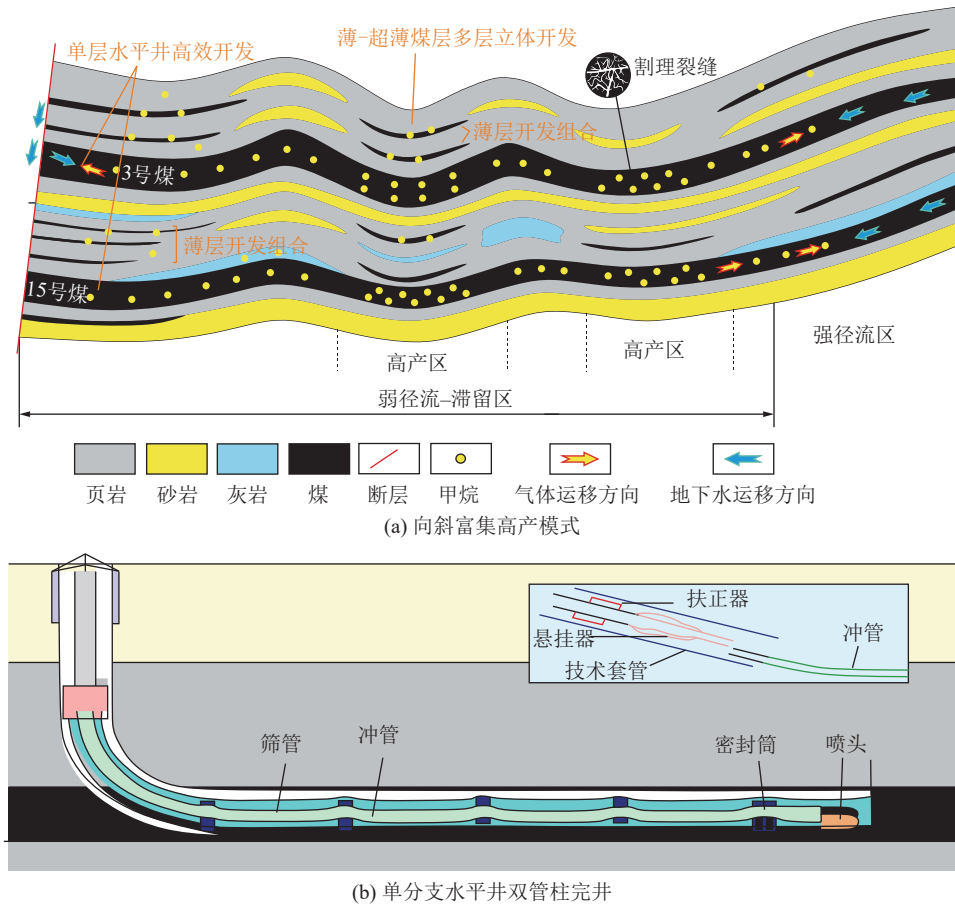 单层水平井高效开发
薄–超薄煤层多层立体开发
割理裂缝
薄层开发组合
3号煤
薄层开发组合
15号煤
高产区
高产区
强径流区
弱径流–滞留区
页岩
砂岩
灰岩
煤
断层
甲烷
气体运移方向
地下水运移方向
(a) 向斜富集高产模式
扶正器
悬挂器
冲管
技术套管
筛管
冲管
密封筒
喷头
(b) 单分支水平井双管柱完井